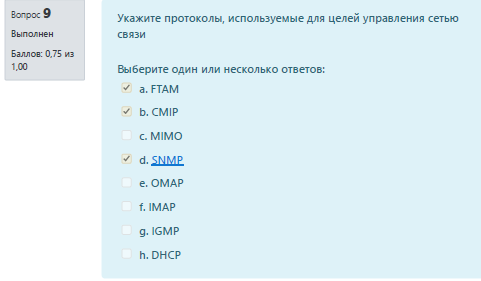 Вопрос 9
Выполнен
Баллов: 0,75 из
1,00
Укажите протоколы, используемые для целей управления сетью
связи
Выберите один или несколько ответов:
a. FTAM
b. CMIP
c. MIMO
d. SNMP
e. OMAP
f. IMAP
g. IGMP
h. DHCP